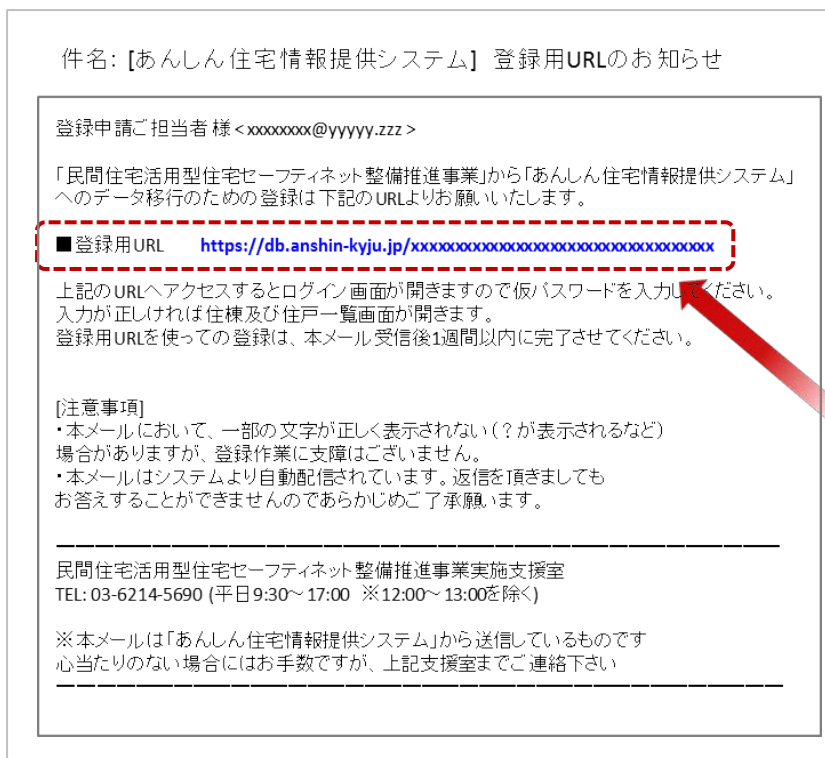 件名: [あんしん住宅情報提供システム] 登録用URLのお知らせ
登録申請ご担当者様<xxxxxxxx@yyyyy.zzz>
「民間住宅活用型住宅セーフティネット整備推進事業」から「あんしん住宅情報提供システム」
へのデータ移行のための登録は下記のURLよりお願いいたします。
■登録用URL https://db.anshin-kyju.jp/xxxxxxxxxxxxxxxxxxxxxxxxxxxxxxxxxx
上記のURLへアクセスするとログイン画面が開きますので仮パスワードを入力してください。
入力が正しければ住棟及び住戸一覧画面が開きます。
登録用URLを使っての登録は、本メール受信後1週間以内に完了させてください。
[注意事項]
・本メールにおいて、一部の文字が正しく表示されない(?が表示されるなど)
場合がありますが、登録作業に支障はございません。
・本メールはシステムより自動配信されています。返信を頂きましても
お答えすることができませんのであらかじめご了承願います。
民間住宅活用型住宅セーフティネット整備推進事業実施支援室
TEL: 03-6214-5690 (平日9:30~17:00 ※12:00~13:00を除く)
※本メールは「あんしん住宅情報提供システム」から送信しているものです
心当たりのない場合にはお手数ですが、上記支援室までご連絡下さい